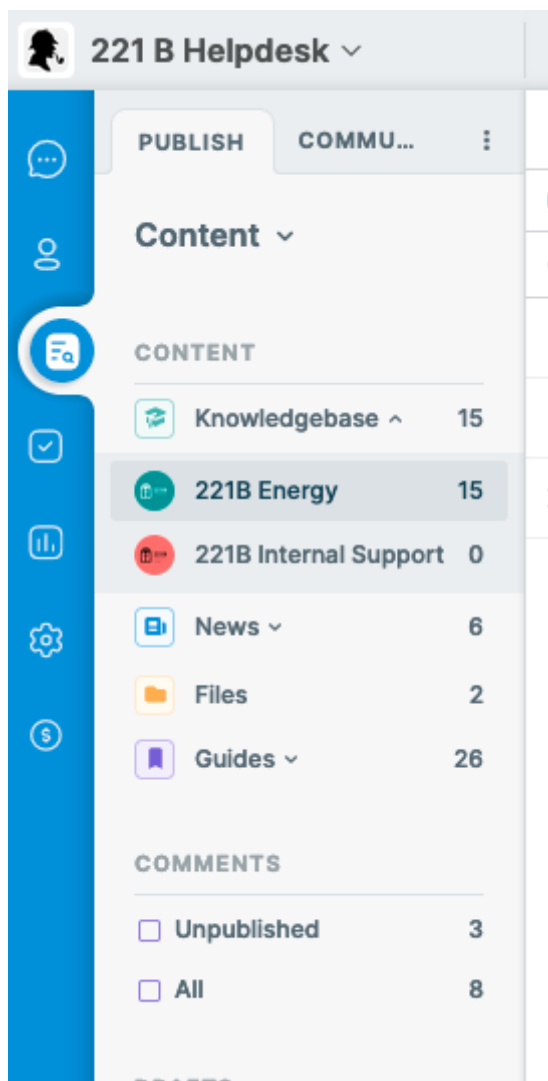 221 B Helpdesk
PUBLISH COMMU...
Content
CONTENT
Knowledgebase 15
221B Energy 15
221B Internal Support 0
News 6
Files 2
Guides 26
COMMENTS
Unpublished 3
All 8